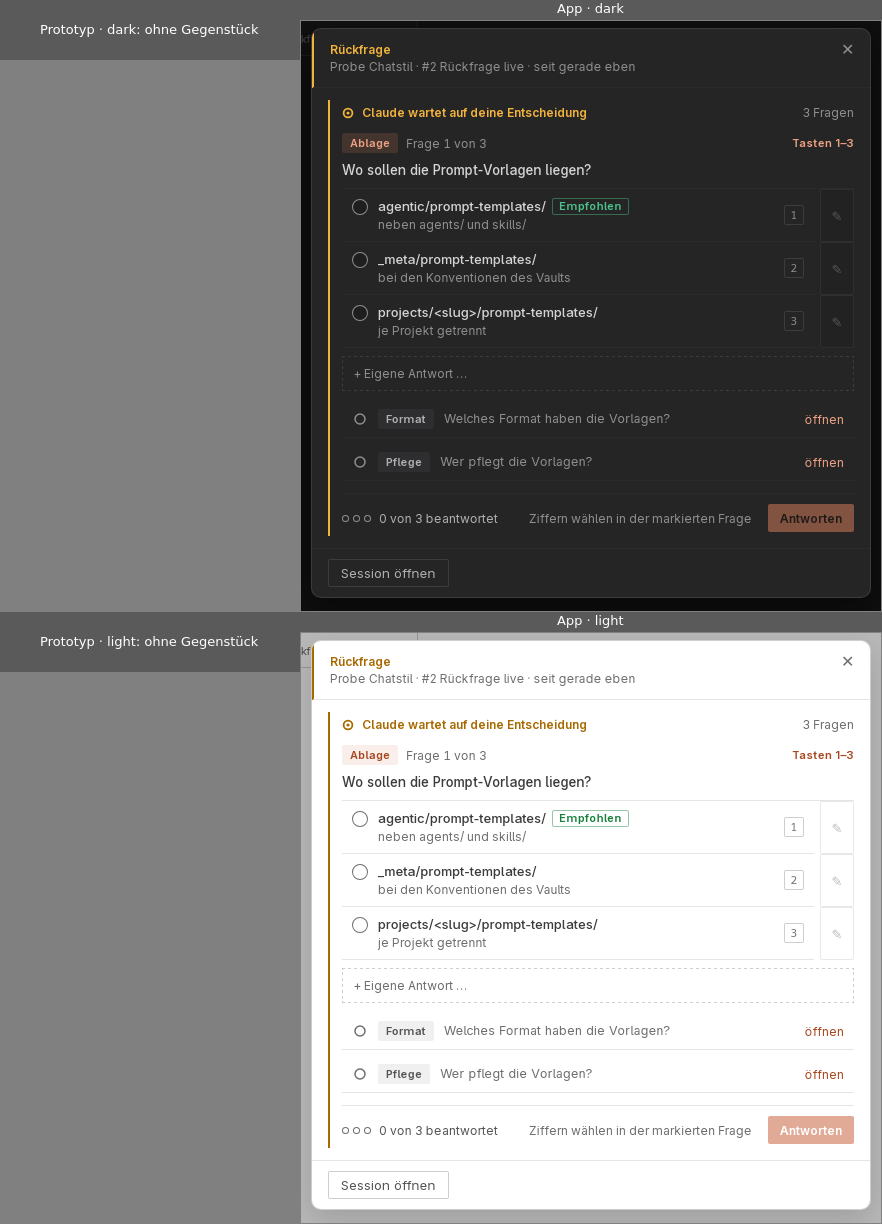 Prototyp · dark: ohne Gegenstück
App · dark
kf
Rückfrage
✕
Probe Chatstil · #2 Rückfrage live · seit gerade eben
Claude wartet auf deine Entscheidung
3 Fragen
Ablage Frage 1 von 3
Tasten 1–3
Wo sollen die Prompt-Vorlagen liegen?
agentic/prompt-templates/ Empfohlen
neben agents/ und skills/
1 ✎
_meta/prompt-templates/
bei den Konventionen des Vaults
2 ✎
projects/<slug>/prompt-templates/
je Projekt getrennt
3 ✎
+ Eigene Antwort …
Format Welches Format haben die Vorlagen? öffnen
Pflege Wer pflegt die Vorlagen? öffnen
0 von 3 beantwortet Ziffern wählen in der markierten Frage Antworten
Session öffnen
Prototyp · light: ohne Gegenstück
App · light
kf
Rückfrage
✕
Probe Chatstil · #2 Rückfrage live · seit gerade eben
Claude wartet auf deine Entscheidung
3 Fragen
Ablage Frage 1 von 3
Tasten 1–3
Wo sollen die Prompt-Vorlagen liegen?
agentic/prompt-templates/ Empfohlen
neben agents/ und skills/
1 ✎
_meta/prompt-templates/
bei den Konventionen des Vaults
2 ✎
projects/<slug>/prompt-templates/
je Projekt getrennt
3 ✎
+ Eigene Antwort …
Format Welches Format haben die Vorlagen? öffnen
Pflege Wer pflegt die Vorlagen? öffnen
0 von 3 beantwortet Ziffern wählen in der markierten Frage Antworten
Session öffnen